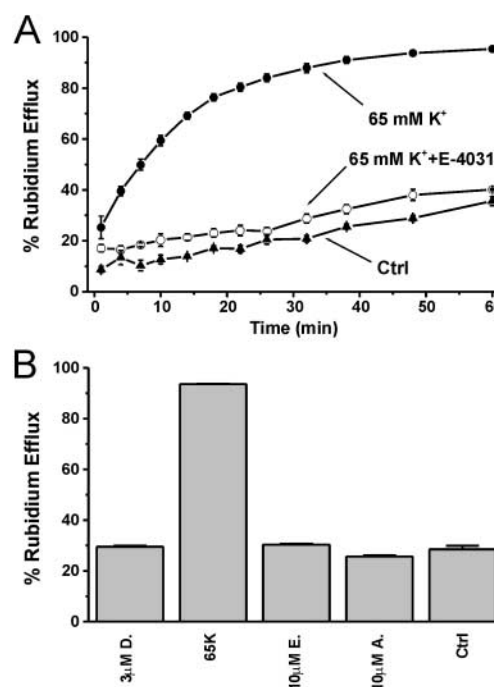 A
100
80
60
40
20
0
% Rubidium Efflux
65 mM K⁺
65 mM K⁺+E-4031
Ctrl
0 10 20 30 40 50 60
Time (min)
B
100
80
60
40
20
0
% Rubidium Efflux
3µM D.
65K
10µM E.
10µM A.
Ctrl